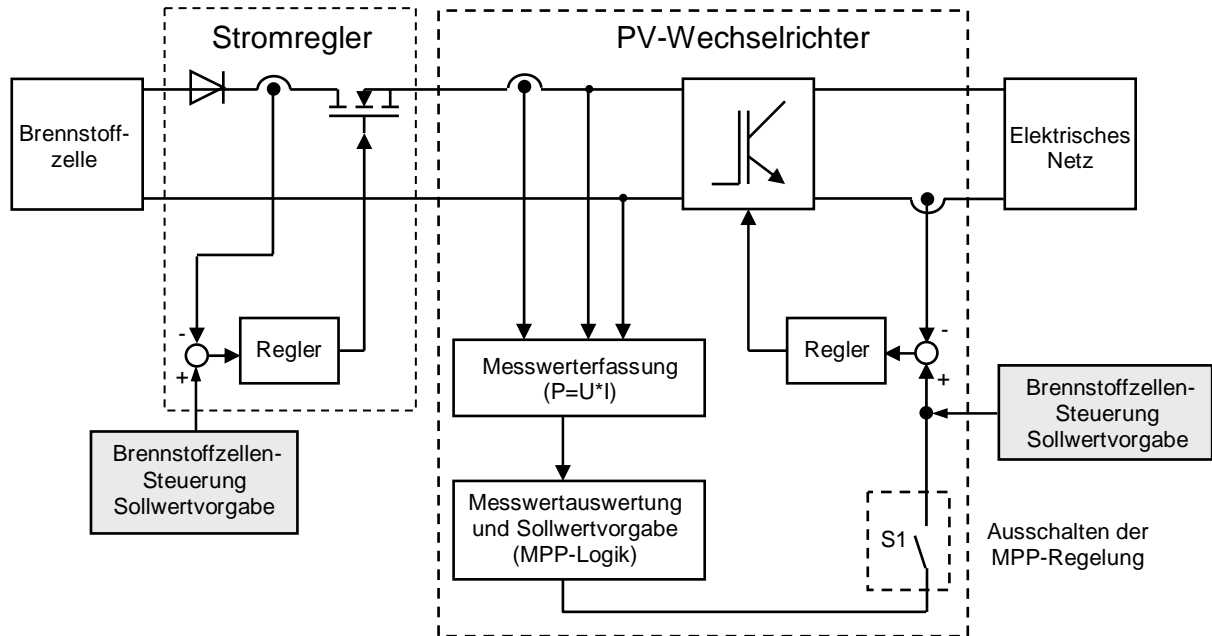 Stromregler
PV-Wechselrichter
Brennstoff-
zelle
Elektrisches
Netz
-
+
Regler
Messwerterfassung
(P=U*I)
Regler
-
+
Brennstoffzellen-
Steuerung
Sollwertvorgabe
Brennstoffzellen-
Steuerung
Sollwertvorgabe
Messwertauswertung
und Sollwertvorgabe
(MPP-Logik)
S1
Ausschalten der
MPP-Regelung